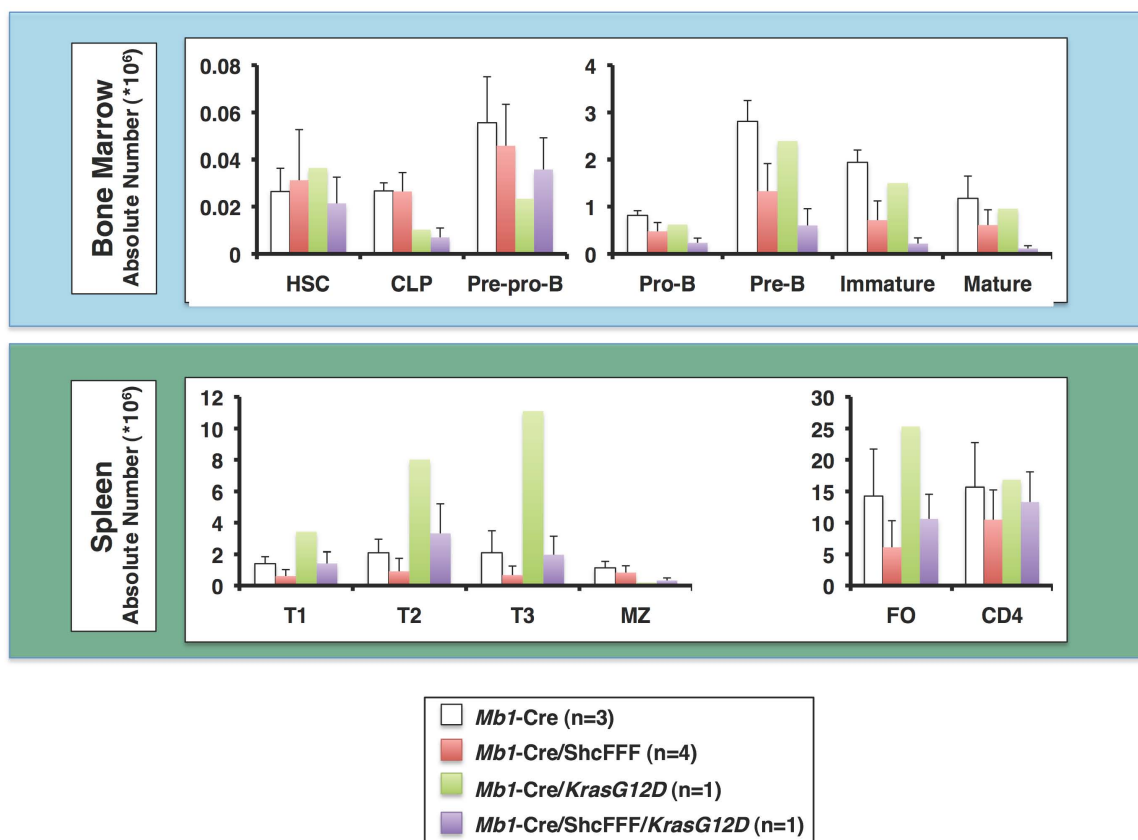 Bone Marrow
Absolute Number (*10⁶)
0.08
0.06
0.04
0.02
0
HSC CLP Pre-pro-B
4
3
2
1
0
Pro-B Pre-B Immature Mature
Spleen
Absolute Number (*10⁶)
12
10
8
6
4
2
0
T1 T2 T3 MZ
30
25
20
15
10
5
0
FO CD4
Mb1-Cre (n=3)
Mb1-Cre/ShcFFF (n=4)
Mb1-Cre/KrasG12D (n=1)
Mb1-Cre/ShcFFF/KrasG12D (n=1)